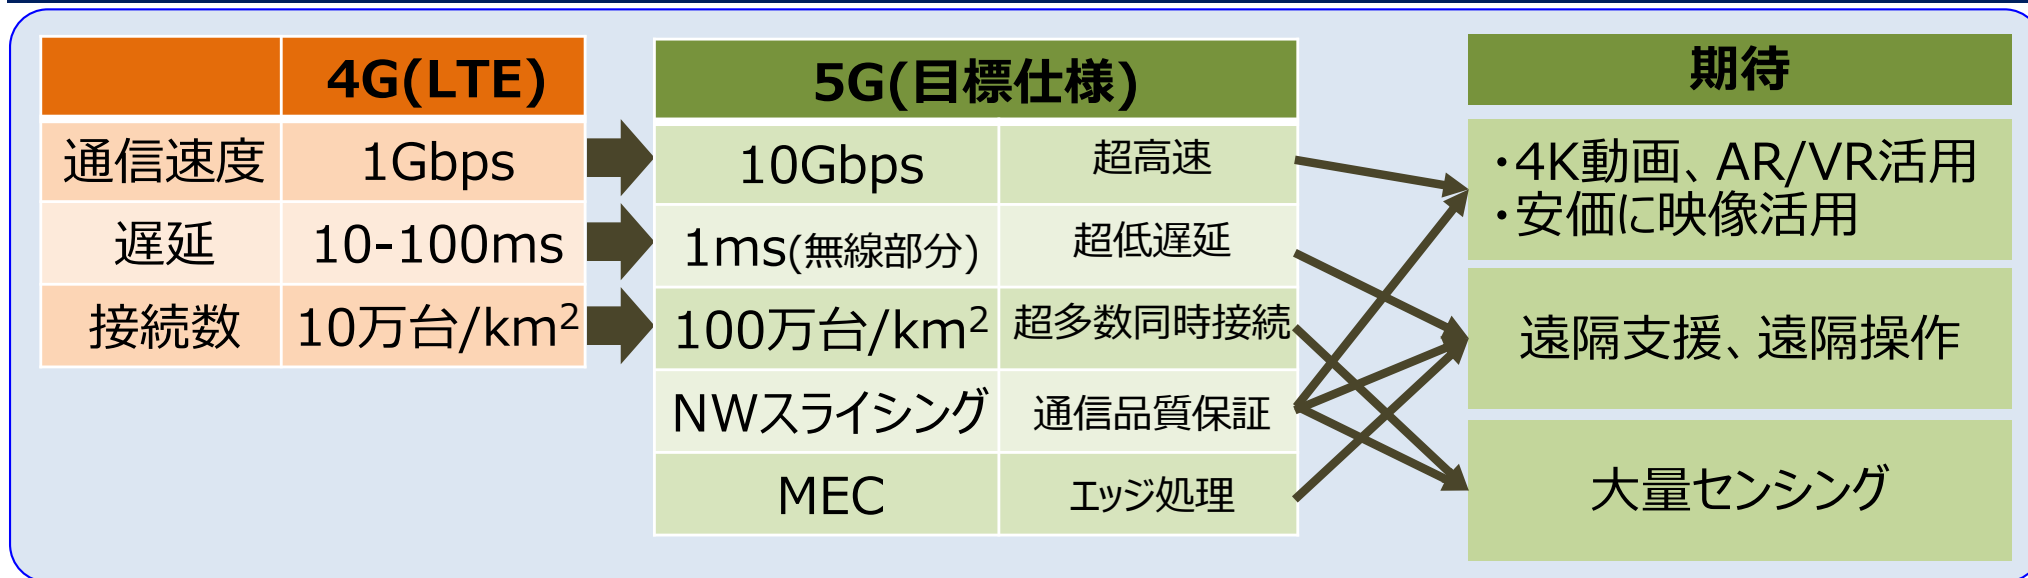 4G(LTE)
通信速度 1Gbps
遅延 10-100ms
接続数 10万台/km²
5G(目標仕様)
10Gbps 超高速
1ms(無線部分) 超低遅延
100万台/km² 超多数同時接続
NWスライシング 通信品質保証
MEC エッジ処理
期待
・4K動画、AR/VR活用
・安価に映像活用
遠隔支援、遠隔操作
大量センシング